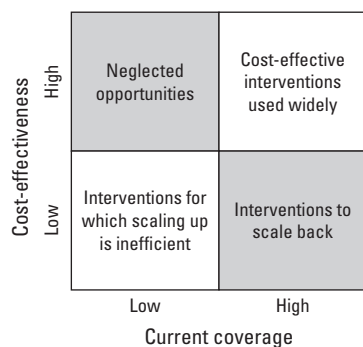 Cost-effectiveness
High
Low
Neglected
opportunities
Cost-effective
interventions
used widely
Interventions for
which scaling up
is inefficient
Interventions to
scale back
Low
High
Current coverage